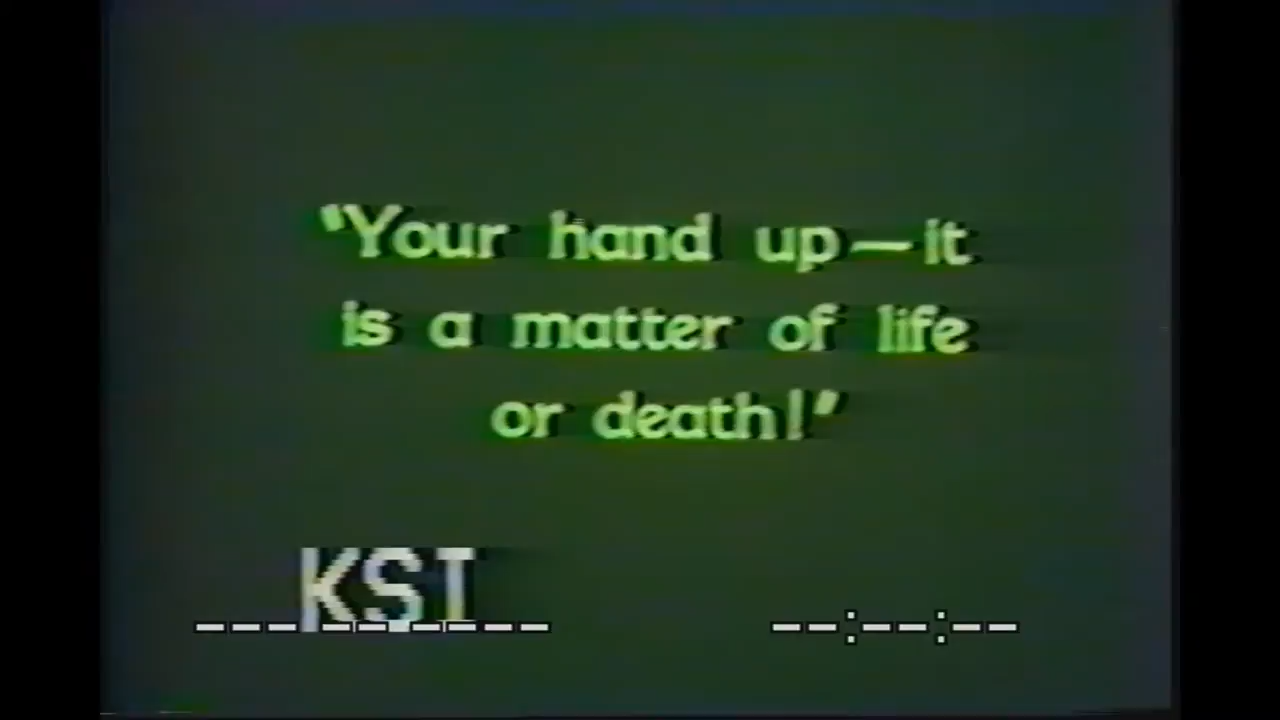 "Your hand up—it
is a matter of life
or death!"
KSI
--- -- ---- --:--:--